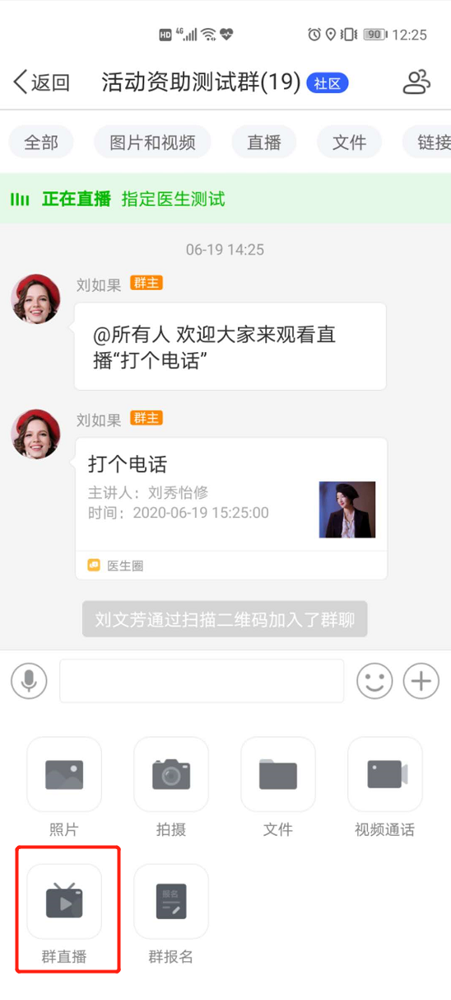 HD 4G 90 12:25
返回 活动资助测试群(19) 社区
全部 图片和视频 直播 文件 链接
正在直播 指定医生测试
06-19 14:25
刘如果 群主
@所有人 欢迎大家来观看直
播“打个电话”
刘如果 群主
打个电话
主讲人：刘秀怡修
时间：2020-06-19 15:25:00
医生圈
刘文芳通过扫描二维码加入了群聊
照片 拍摄 文件 视频通话
报名
群直播 群报名